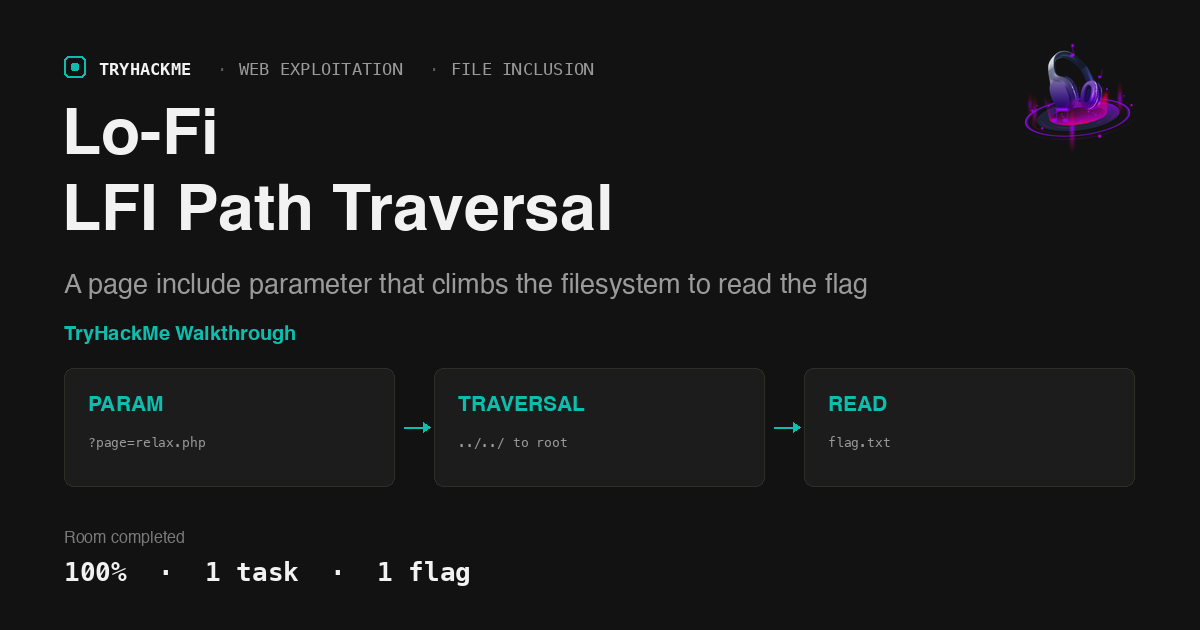 TRYHACKME · WEB EXPLOITATION · FILE INCLUSION
Lo-Fi
LFI Path Traversal
A page include parameter that climbs the filesystem to read the flag
TryHackMe Walkthrough
PARAM
?page=relax.php
TRAVERSAL
../../ to root
READ
flag.txt
Room completed
100% · 1 task · 1 flag